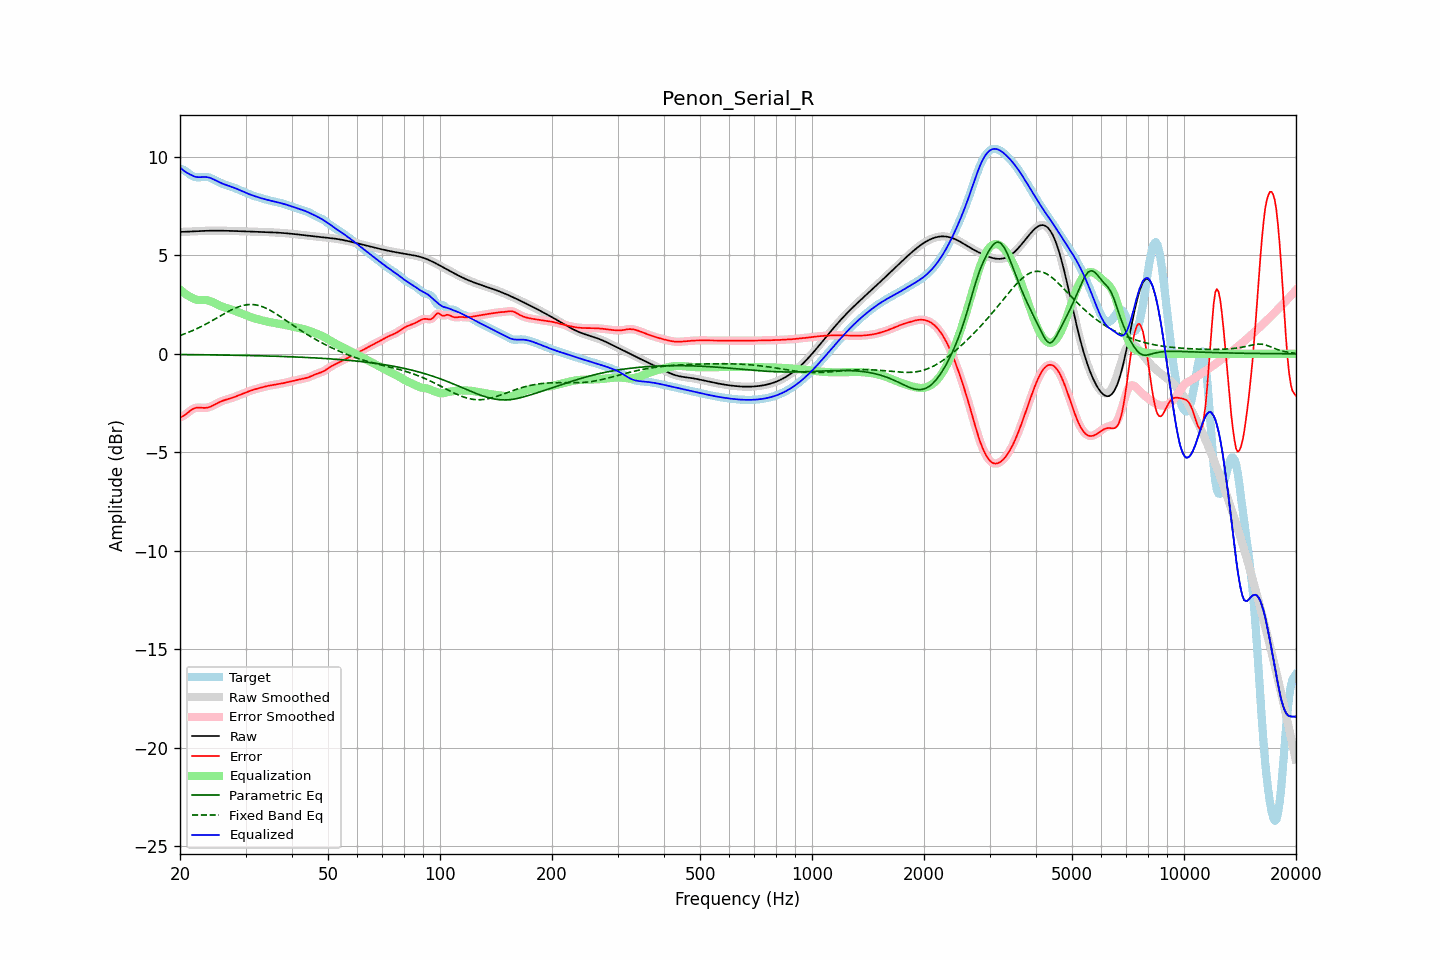 Penon_Serial_R
Amplitude (dBr)
10
5
0
−5
−10
−15
−20
−25
Target
Raw Smoothed
Error Smoothed
Raw
Error
Equalization
Parametric Eq
Fixed Band Eq
Equalized
20 50 100 200 500 1000 2000 5000 10000 20000
Frequency (Hz)